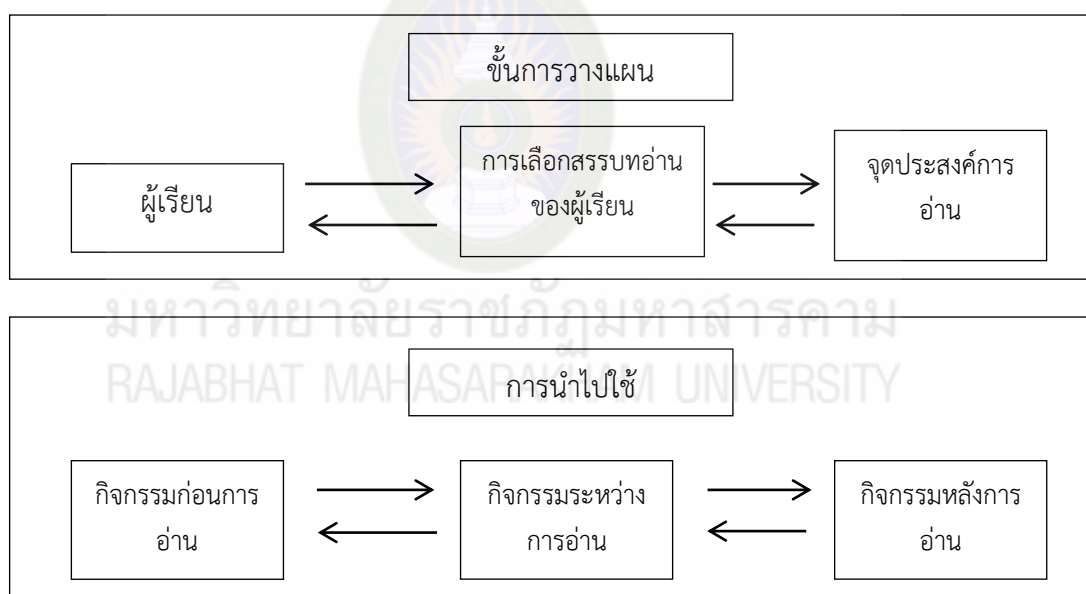 ขั้นการวางแผน
ผู้เรียน
การเลือกสรรบทอ่าน
ของผู้เรียน
จุดประสงค์การ
อ่าน
มหาวิทยาลัยราชภัฏมหาสารคาม
RAJABHAT MAHASARAKHAM UNIVERSITY
การนำไปใช้
กิจกรรมก่อนการ
อ่าน
กิจกรรมระหว่าง
การอ่าน
กิจกรรมหลังการ
อ่าน